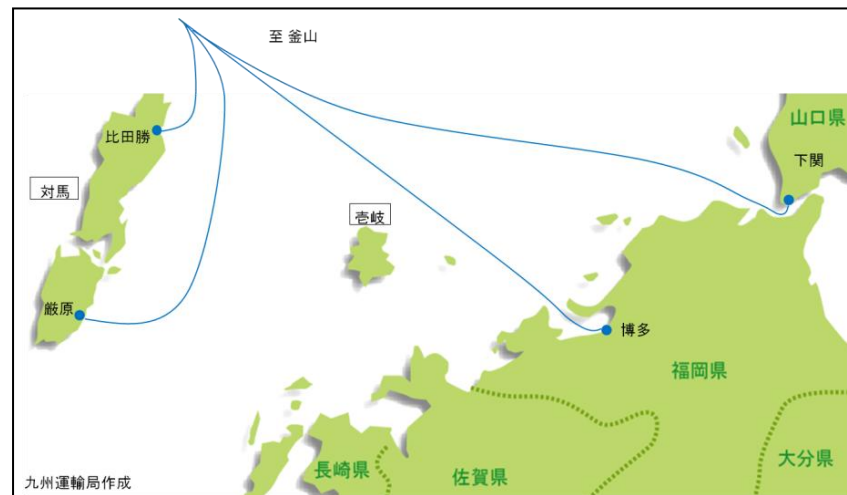 至 釜山
山口県
比田勝
下関
対馬
壱岐
厳原
博多
福岡県
大分県
長崎県
佐賀県
九州運輸局作成